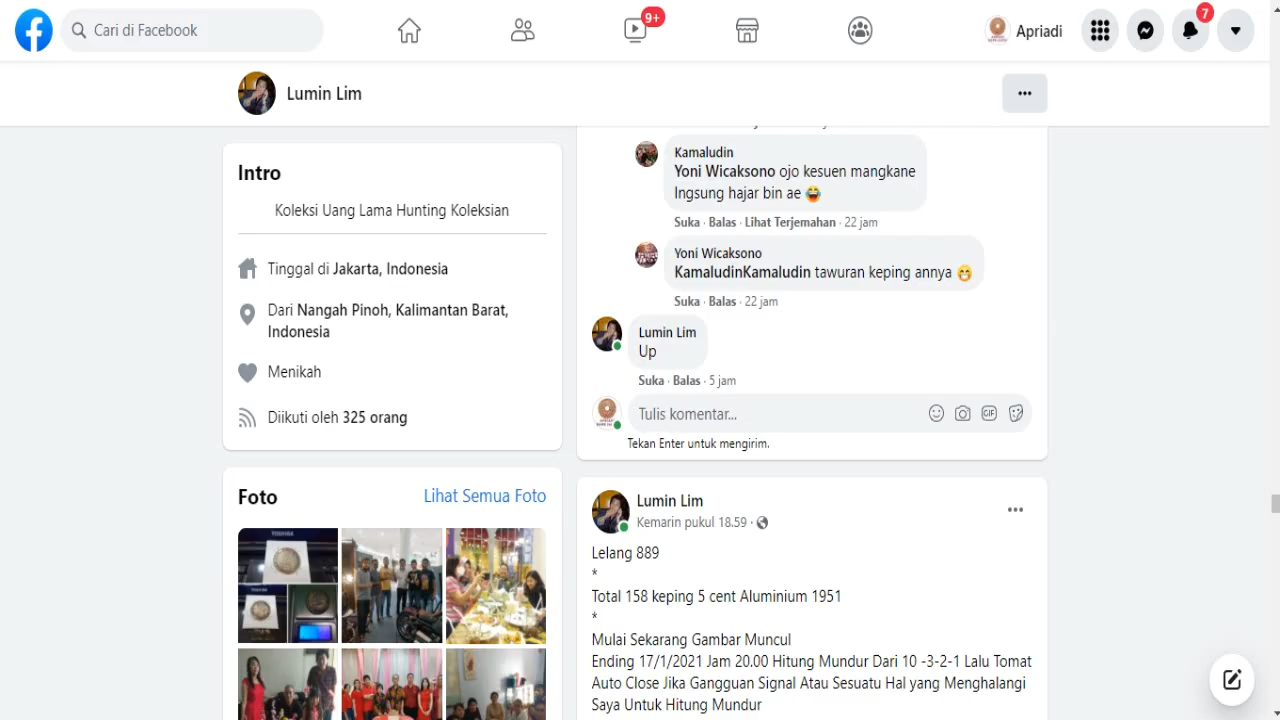 Cari di Facebook
9+
Apriadi
7
Lumin Lim
Intro
Koleksi Uang Lama Hunting Koleksian
Tinggal di Jakarta, Indonesia
Dari Nangah Pinoh, Kalimantan Barat,
Indonesia
Menikah
Diikuti oleh 325 orang
Foto
Lihat Semua Foto
Kamaludin
Yoni Wicaksono ojo kesuen mangkane
lngsung hajar bin ae 😂
Suka · Balas · Lihat Terjemahan · 22 jam
Yoni Wicaksono
KamaludinKamaludin tawuran keping annya 😁
Suka · Balas · 22 jam
Lumin Lim
Up
Suka · Balas · 5 jam
Tulis komentar...
GIF
Tekan Enter untuk mengirim.
Lumin Lim
Kemarin pukul 18.59 ·
Lelang 889
*
Total 158 keping 5 cent Aluminium 1951
*
Mulai Sekarang Gambar Muncul
Ending 17/1/2021 Jam 20.00 Hitung Mundur Dari 10 -3-2-1 Lalu Tomat
Auto Close Jika Gangguan Signal Atau Sesuatu Hal yang Menghalangi
Saya Untuk Hitung Mundur